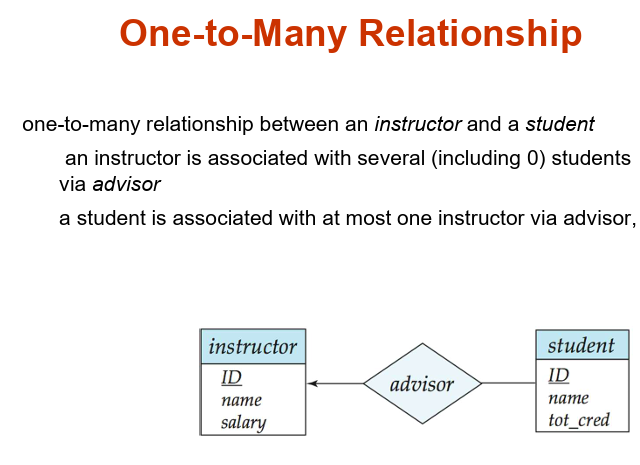 One-to-Many Relationship
one-to-many relationship between an instructor and a student
an instructor is associated with several (including 0) students
via advisor
a student is associated with at most one instructor via advisor,
instructor
ID
name
salary
advisor
student
ID
name
tot_cred